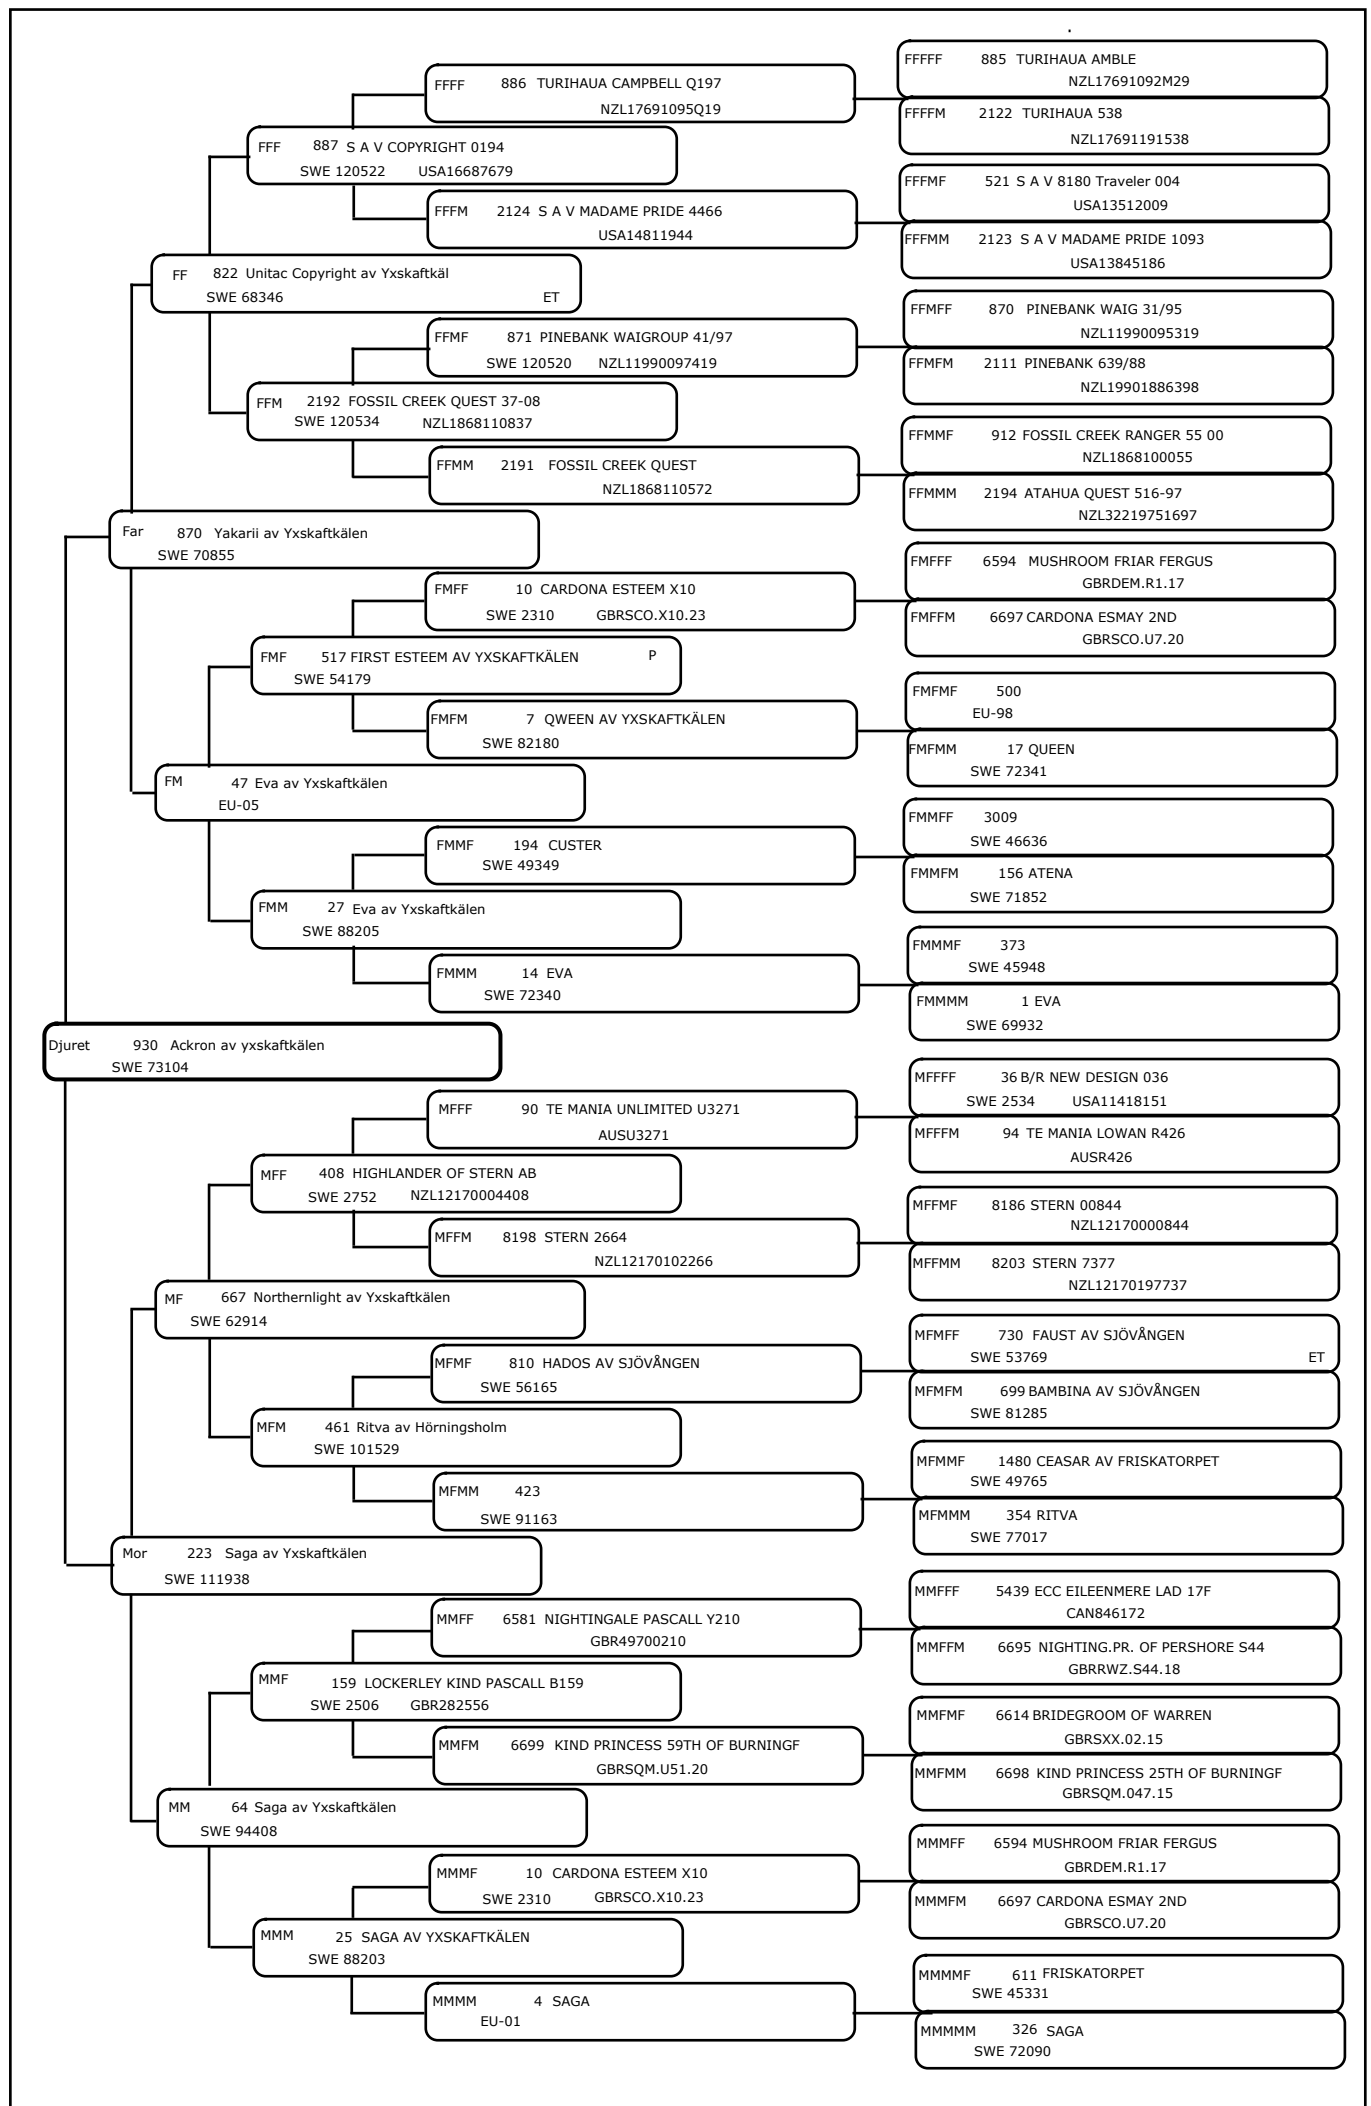 FFFFF 885 TURIHAUA AMBLE
NZL17691092M29
FFFF 886 TURIHAUA CAMPBELL Q197
NZL17691095Q19
FFFFM 2122 TURIHAUA 538
NZL17691191538
FFF 887 S A V COPYRIGHT 0194
SWE 120522 USA16687679
FFFMF 521 S A V 8180 Traveler 004
USA13512009
FFFM 2124 S A V MADAME PRIDE 4466
USA14811944
FFFMM 2123 S A V MADAME PRIDE 1093
USA13845186
FF 822 Unitac Copyright av Yxskaftkäl
SWE 68346 ET
FFMFF 870 PINEBANK WAIG 31/95
NZL11990095319
FFMF 871 PINEBANK WAIGROUP 41/97
SWE 120520 NZL11990097419
FFMFM 2111 PINEBANK 639/88
NZL19901886398
FFM 2192 FOSSIL CREEK QUEST 37-08
SWE 120534 NZL1868110837
FFMMF 912 FOSSIL CREEK RANGER 55 00
NZL1868100055
FFMM 2191 FOSSIL CREEK QUEST
NZL1868110572
FFMMM 2194 ATAHUA QUEST 516-97
NZL32219751697
Far 870 Yakarii av Yxskaftkälen
SWE 70855
FMFFF 6594 MUSHROOM FRIAR FERGUS
GBRDEM.R1.17
FMFF 10 CARDONA ESTEEM X10
SWE 2310 GBRSCO.X10.23
FMFFM 6697 CARDONA ESMAY 2ND
GBRSCO.U7.20
FMF 517 FIRST ESTEEM AV YXSKAFTKÄLEN P
SWE 54179
FMFMF 500
EU-98
FMFM 7 QWEEN AV YXSKAFTKÄLEN
SWE 82180
FMFMM 17 QUEEN
SWE 72341
FM 47 Eva av Yxskaftkälen
EU-05
FMMFF 3009
SWE 46636
FMMF 194 CUSTER
SWE 49349
FMMFM 156 ATENA
SWE 71852
FMM 27 Eva av Yxskaftkälen
SWE 88205
FMMMF 373
SWE 45948
FMMM 14 EVA
SWE 72340
FMMMM 1 EVA
SWE 69932
Djuret 930 Ackron av yxskaftkälen
SWE 73104
MFFFF 36 B/R NEW DESIGN 036
SWE 2534 USA11418151
MFFF 90 TE MANIA UNLIMITED U3271
AUSU3271
MFFFM 94 TE MANIA LOWAN R426
AUSR426
MFF 408 HIGHLANDER OF STERN AB
SWE 2752 NZL12170004408
MFFMF 8186 STERN 00844
NZL12170000844
MFFM 8198 STERN 2664
NZL12170102266
MFFMM 8203 STERN 7377
NZL12170197737
MF 667 Northernlight av Yxskaftkälen
SWE 62914
MFMFF 730 FAUST AV SJÖVÅNGEN
SWE 53769 ET
MFMF 810 HADOS AV SJÖVÅNGEN
SWE 56165
MFMFM 699 BAMBINA AV SJÖVÅNGEN
SWE 81285
MFM 461 Ritva av Hörningsholm
SWE 101529
MFMMF 1480 CEASAR AV FRISKATORPET
SWE 49765
MFMM 423
SWE 91163
MFMMM 354 RITVA
SWE 77017
Mor 223 Saga av Yxskaftkälen
SWE 111938
MMFFF 5439 ECC EILEENMERE LAD 17F
CAN846172
MMFF 6581 NIGHTINGALE PASCALL Y210
GBR49700210
MMFFM 6695 NIGHTING.PR. OF PERSHORE S44
GBRRWZ.S44.18
MMF 159 LOCKERLEY KIND PASCALL B159
SWE 2506 GBR282556
MMFMF 6614 BRIDEGROOM OF WARREN
GBRSXX.02.15
MMFM 6699 KIND PRINCESS 59TH OF BURNINGF
GBRSQM.U51.20
MMFMM 6698 KIND PRINCESS 25TH OF BURNINGF
GBRSQM.047.15
MM 64 Saga av Yxskaftkälen
SWE 94408
MMMFF 6594 MUSHROOM FRIAR FERGUS
GBRDEM.R1.17
MMMF 10 CARDONA ESTEEM X10
SWE 2310 GBRSCO.X10.23
MMMFM 6697 CARDONA ESMAY 2ND
GBRSCO.U7.20
MMM 25 SAGA AV YXSKAFTKÄLEN
SWE 88203
MMMMF 611 FRISKATORPET
SWE 45331
MMMM 4 SAGA
EU-01
MMMMM 326 SAGA
SWE 72090